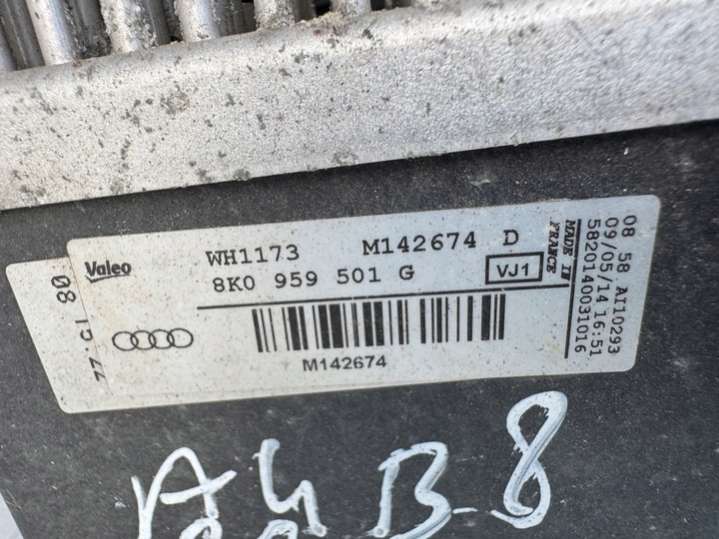 Valeo
WH1173 M142674 D
8K0 959 501 G VJ1
M142674
MADE IN
FRANCE
08 58 AI10293
09/05/14 16:51
5820140031016
80
A4 B8